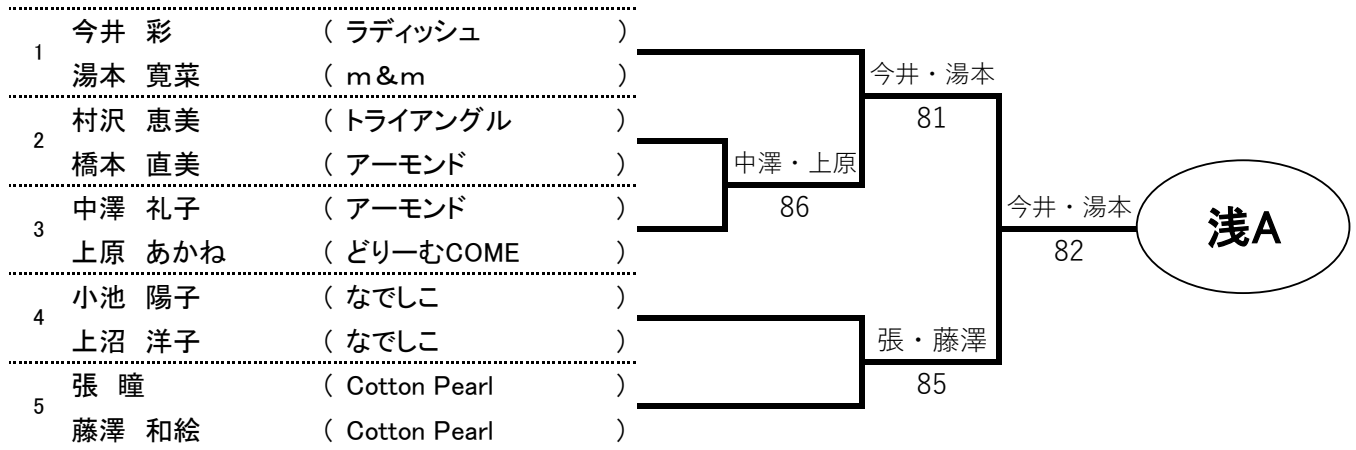 1
今井 彩 ( ラディッシュ )
湯本 寛菜 ( m&m )
2
村沢 恵美 ( トライアングル )
橋本 直美 ( アーモンド )
3
中澤 礼子 ( アーモンド )
上原 あかね ( どりーむCOME )
4
小池 陽子 ( なでしこ )
上沼 洋子 ( なでしこ )
5
張 瞳 ( Cotton Pearl )
藤澤 和絵 ( Cotton Pearl )
中澤・上原
86
今井・湯本
81
張・藤澤
85
今井・湯本
82
浅A